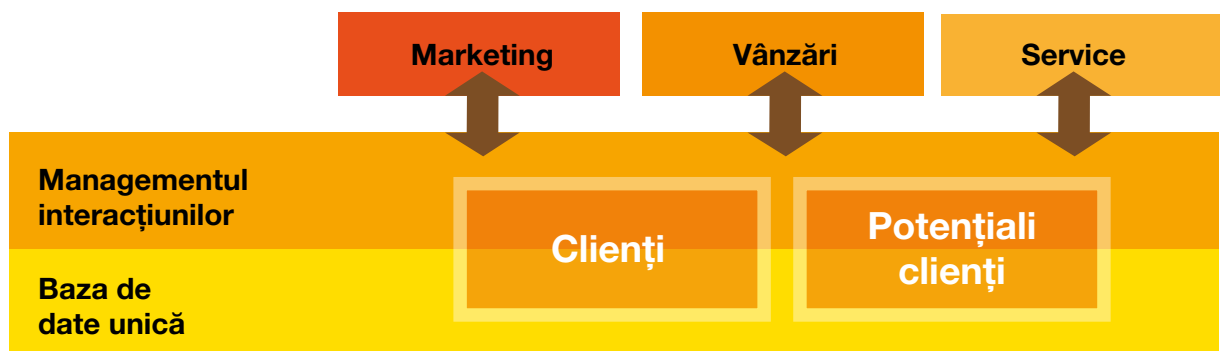 Marketing
Vânzări
Service
Managementul
interacțiunilor
Clienți
Potențiali
clienți
Baza de
date unică